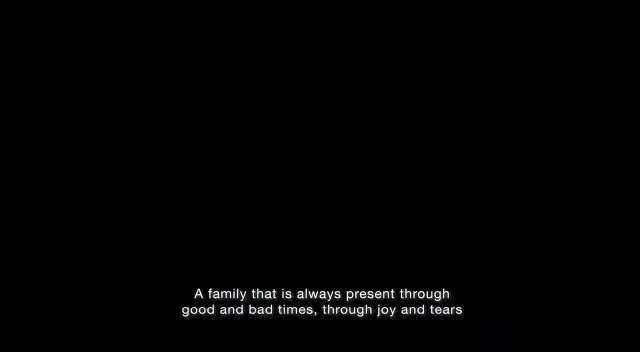 A family that is always present through
good and bad times, through joy and tears